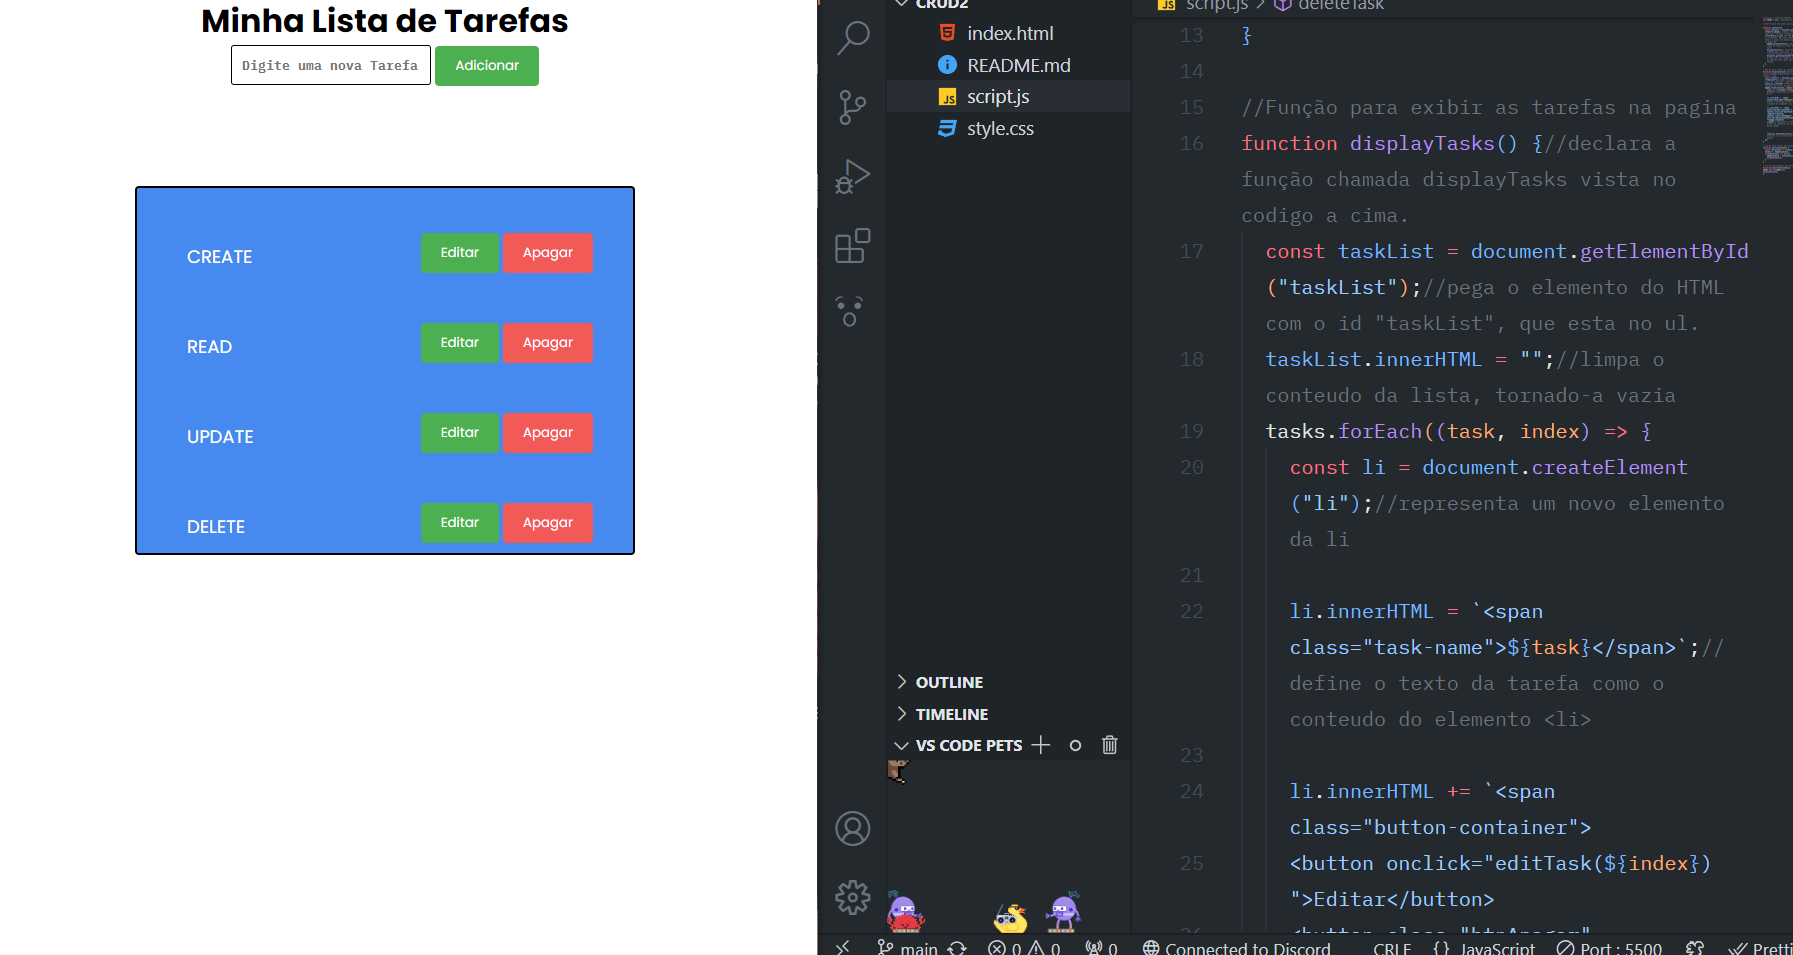 Minha Lista de Tarefas
Digite uma nova Tarefa
Adicionar
CREATE
Editar
Apagar
READ
Editar
Apagar
UPDATE
Editar
Apagar
DELETE
Editar
Apagar
CRUD2
index.html
README.md
script.js
style.css
OUTLINE
TIMELINE
VS CODE PETS
script.js > deleteTask
13 }
14
15 //Função para exibir as tarefas na pagina
16 function displayTasks() {//declara a
função chamada displayTasks vista no
codigo a cima.
17 const taskList = document.getElementById
("taskList");//pega o elemento do HTML
com o id "taskList", que esta no ul.
18 taskList.innerHTML = "";//limpa o
conteudo da lista, tornado-a vazia
19 tasks.forEach((task, index) => {
20 const li = document.createElement
("li");//representa um novo elemento
da li
21
22 li.innerHTML = `<span
class="task-name">${task}</span>`;//
define o texto da tarefa como o
conteudo do elemento <li>
23
24 li.innerHTML += `<span
class="button-container">
25 <button onclick="editTask(${index})
">Editar</button>
26 <button class="btnApagar"
main 0 0 0 Connected to Discord CRLF {} JavaScript Port : 5500 Pretti